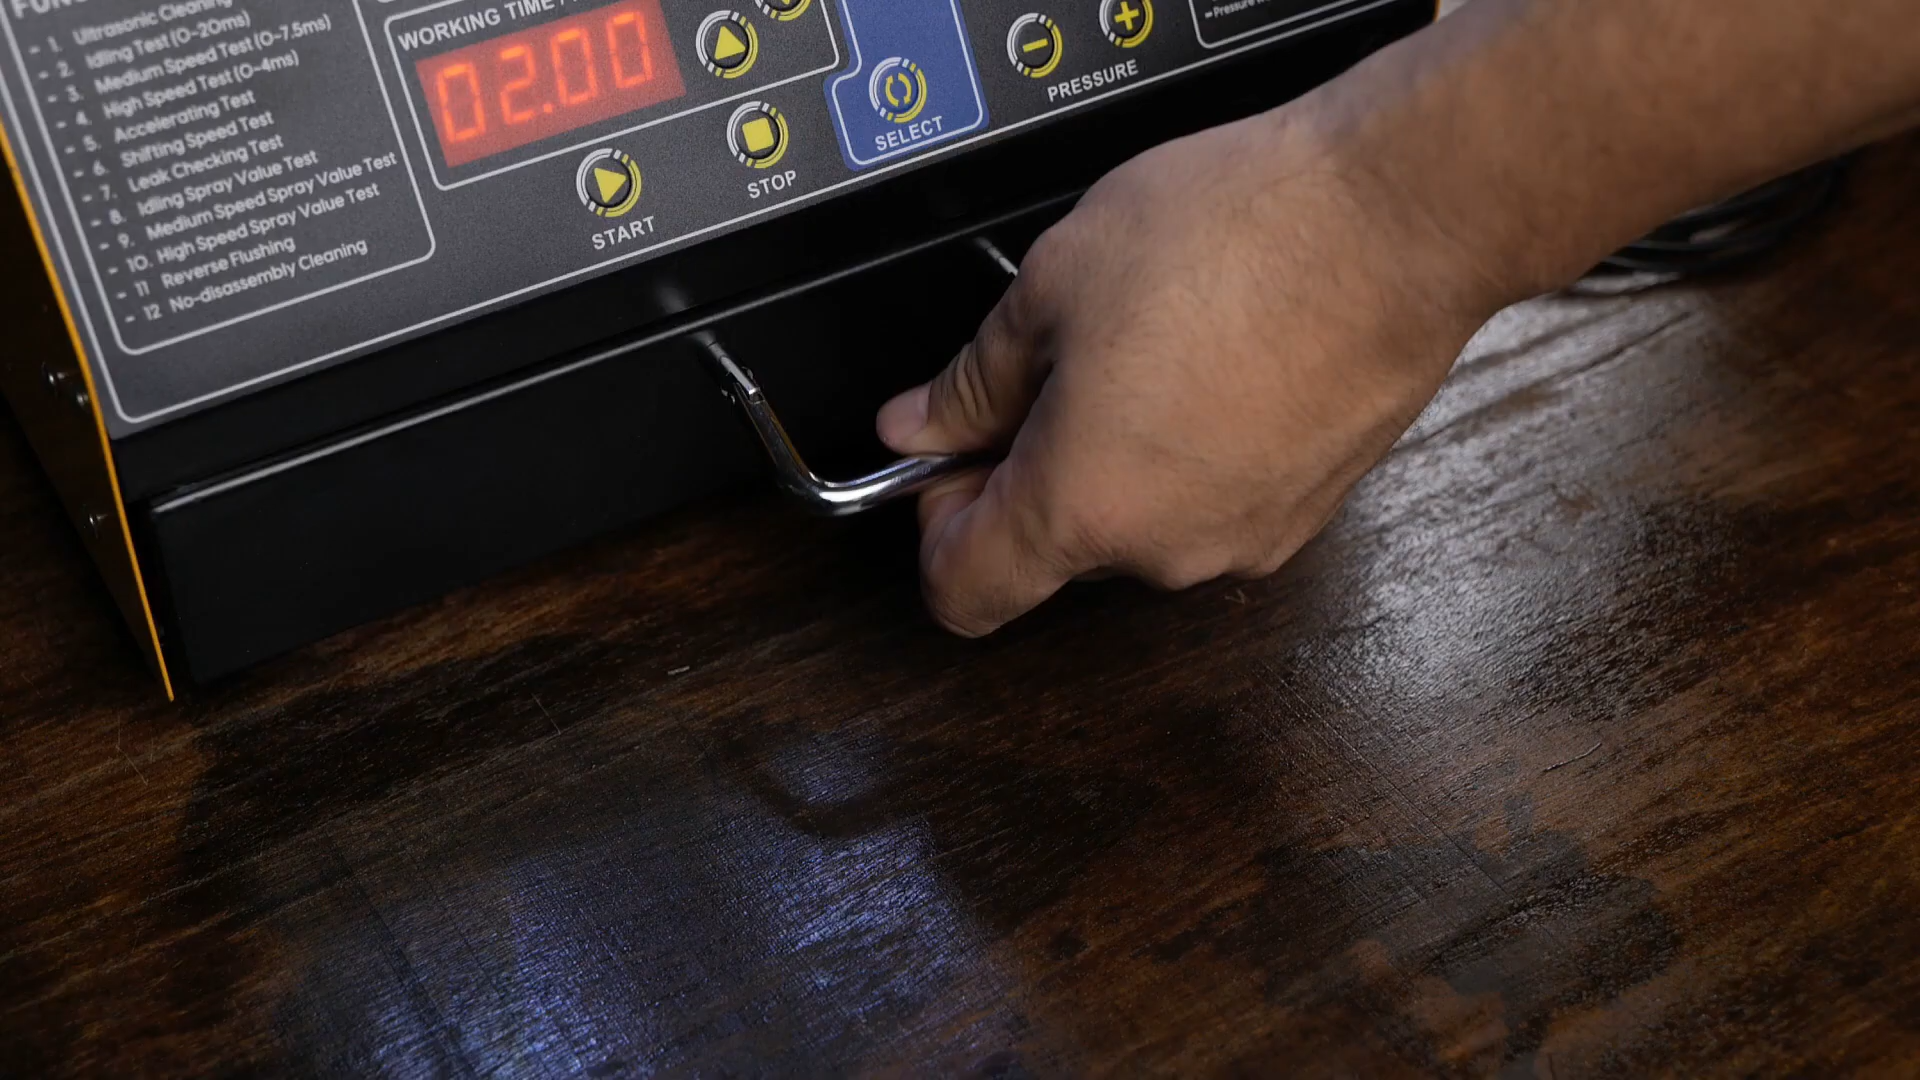 - 1. Ultrasonic Cleaning
- 2. Idling Test (0-20ms)
- 3. Medium Speed Test (0-7.5ms)
- 4. High Speed Test (0-4ms)
- 5. Accelerating Test
- 6. Shifting Speed Test
- 7. Leak Checking Test
- 8. Idling Spray Value Test
- 9. Medium Speed Spray Value Test
- 10. High Speed Spray Value Test
- 11 Reverse Flushing
- 12 No-disassembly Cleaning
WORKING TIME
02.00
START
STOP
SELECT
PRESSURE
Pressure